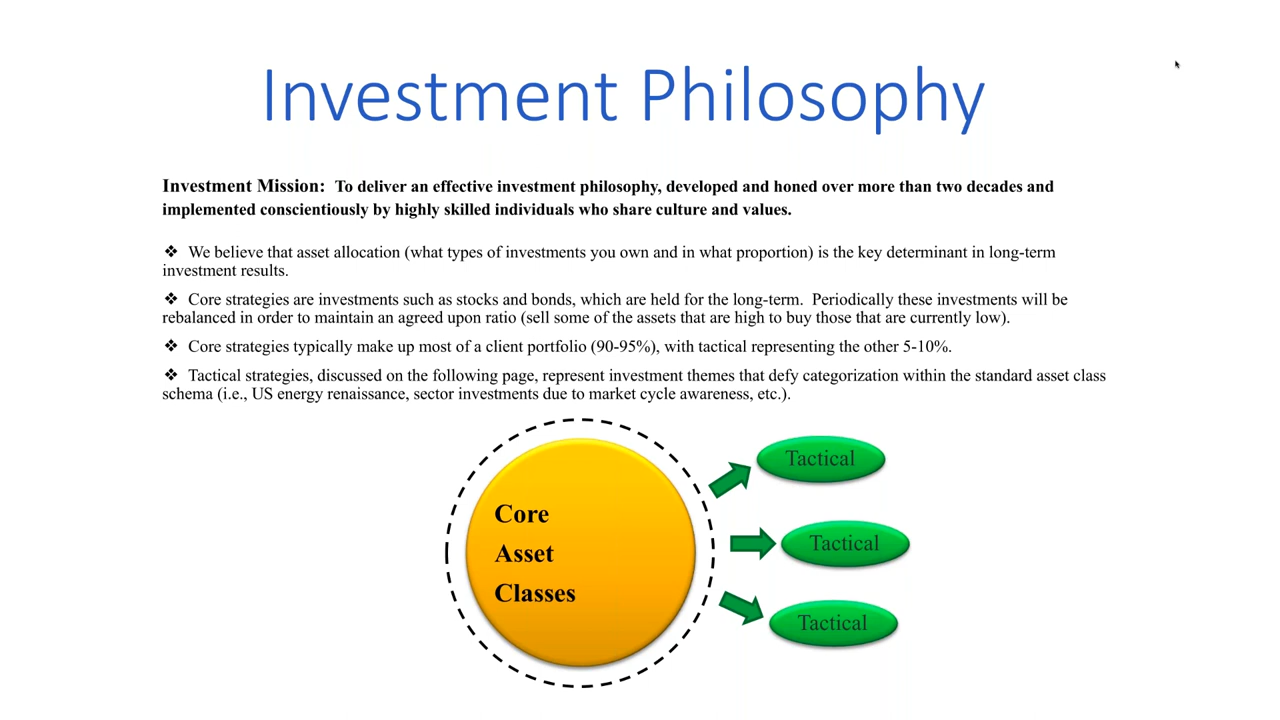 Investment Philosophy
Investment Mission: To deliver an effective investment philosophy, developed and honed over more than two decades and
implemented conscientiously by highly skilled individuals who share culture and values.
❖ We believe that asset allocation (what types of investments you own and in what proportion) is the key determinant in long-term
investment results.
❖ Core strategies are investments such as stocks and bonds, which are held for the long-term. Periodically these investments will be
rebalanced in order to maintain an agreed upon ratio (sell some of the assets that are high to buy those that are currently low).
❖ Core strategies typically make up most of a client portfolio (90-95%), with tactical representing the other 5-10%.
❖ Tactical strategies, discussed on the following page, represent investment themes that defy categorization within the standard asset class
schema (i.e., US energy renaissance, sector investments due to market cycle awareness, etc.).
Core
Asset
Classes
Tactical
Tactical
Tactical